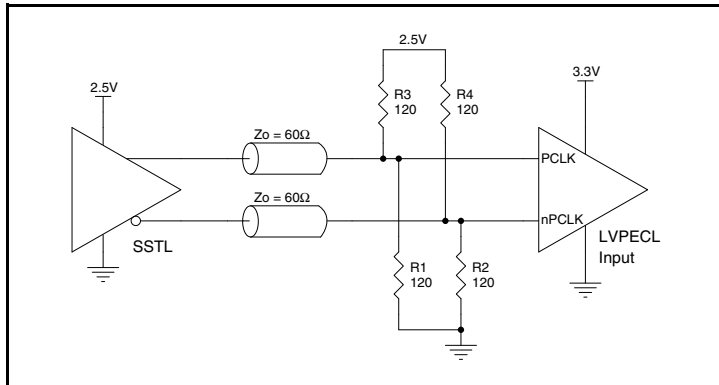 2.5V
2.5V
3.3V
R3
120
R4
120
Zo = 60Ω
PCLK
Zo = 60Ω
nPCLK
SSTL
LVPECL
Input
R1
120
R2
120